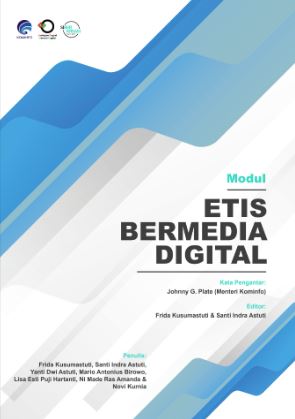 KOMINFO
Modul
ETIS
BERMEDIA
DIGITAL
Kata Pengantar:
Johnny G. Plate (Menteri Kominfo)
Editor:
Frida Kusumastuti & Santi Indra Astuti
Penulis:
Frida Kusumastuti, Santi Indra Astuti,
Yanti Dwi Astuti, Mario Antonius Birowo,
Lisa Esti Puji Hartanti, Ni Made Ras Amanda &
Novi Kurnia